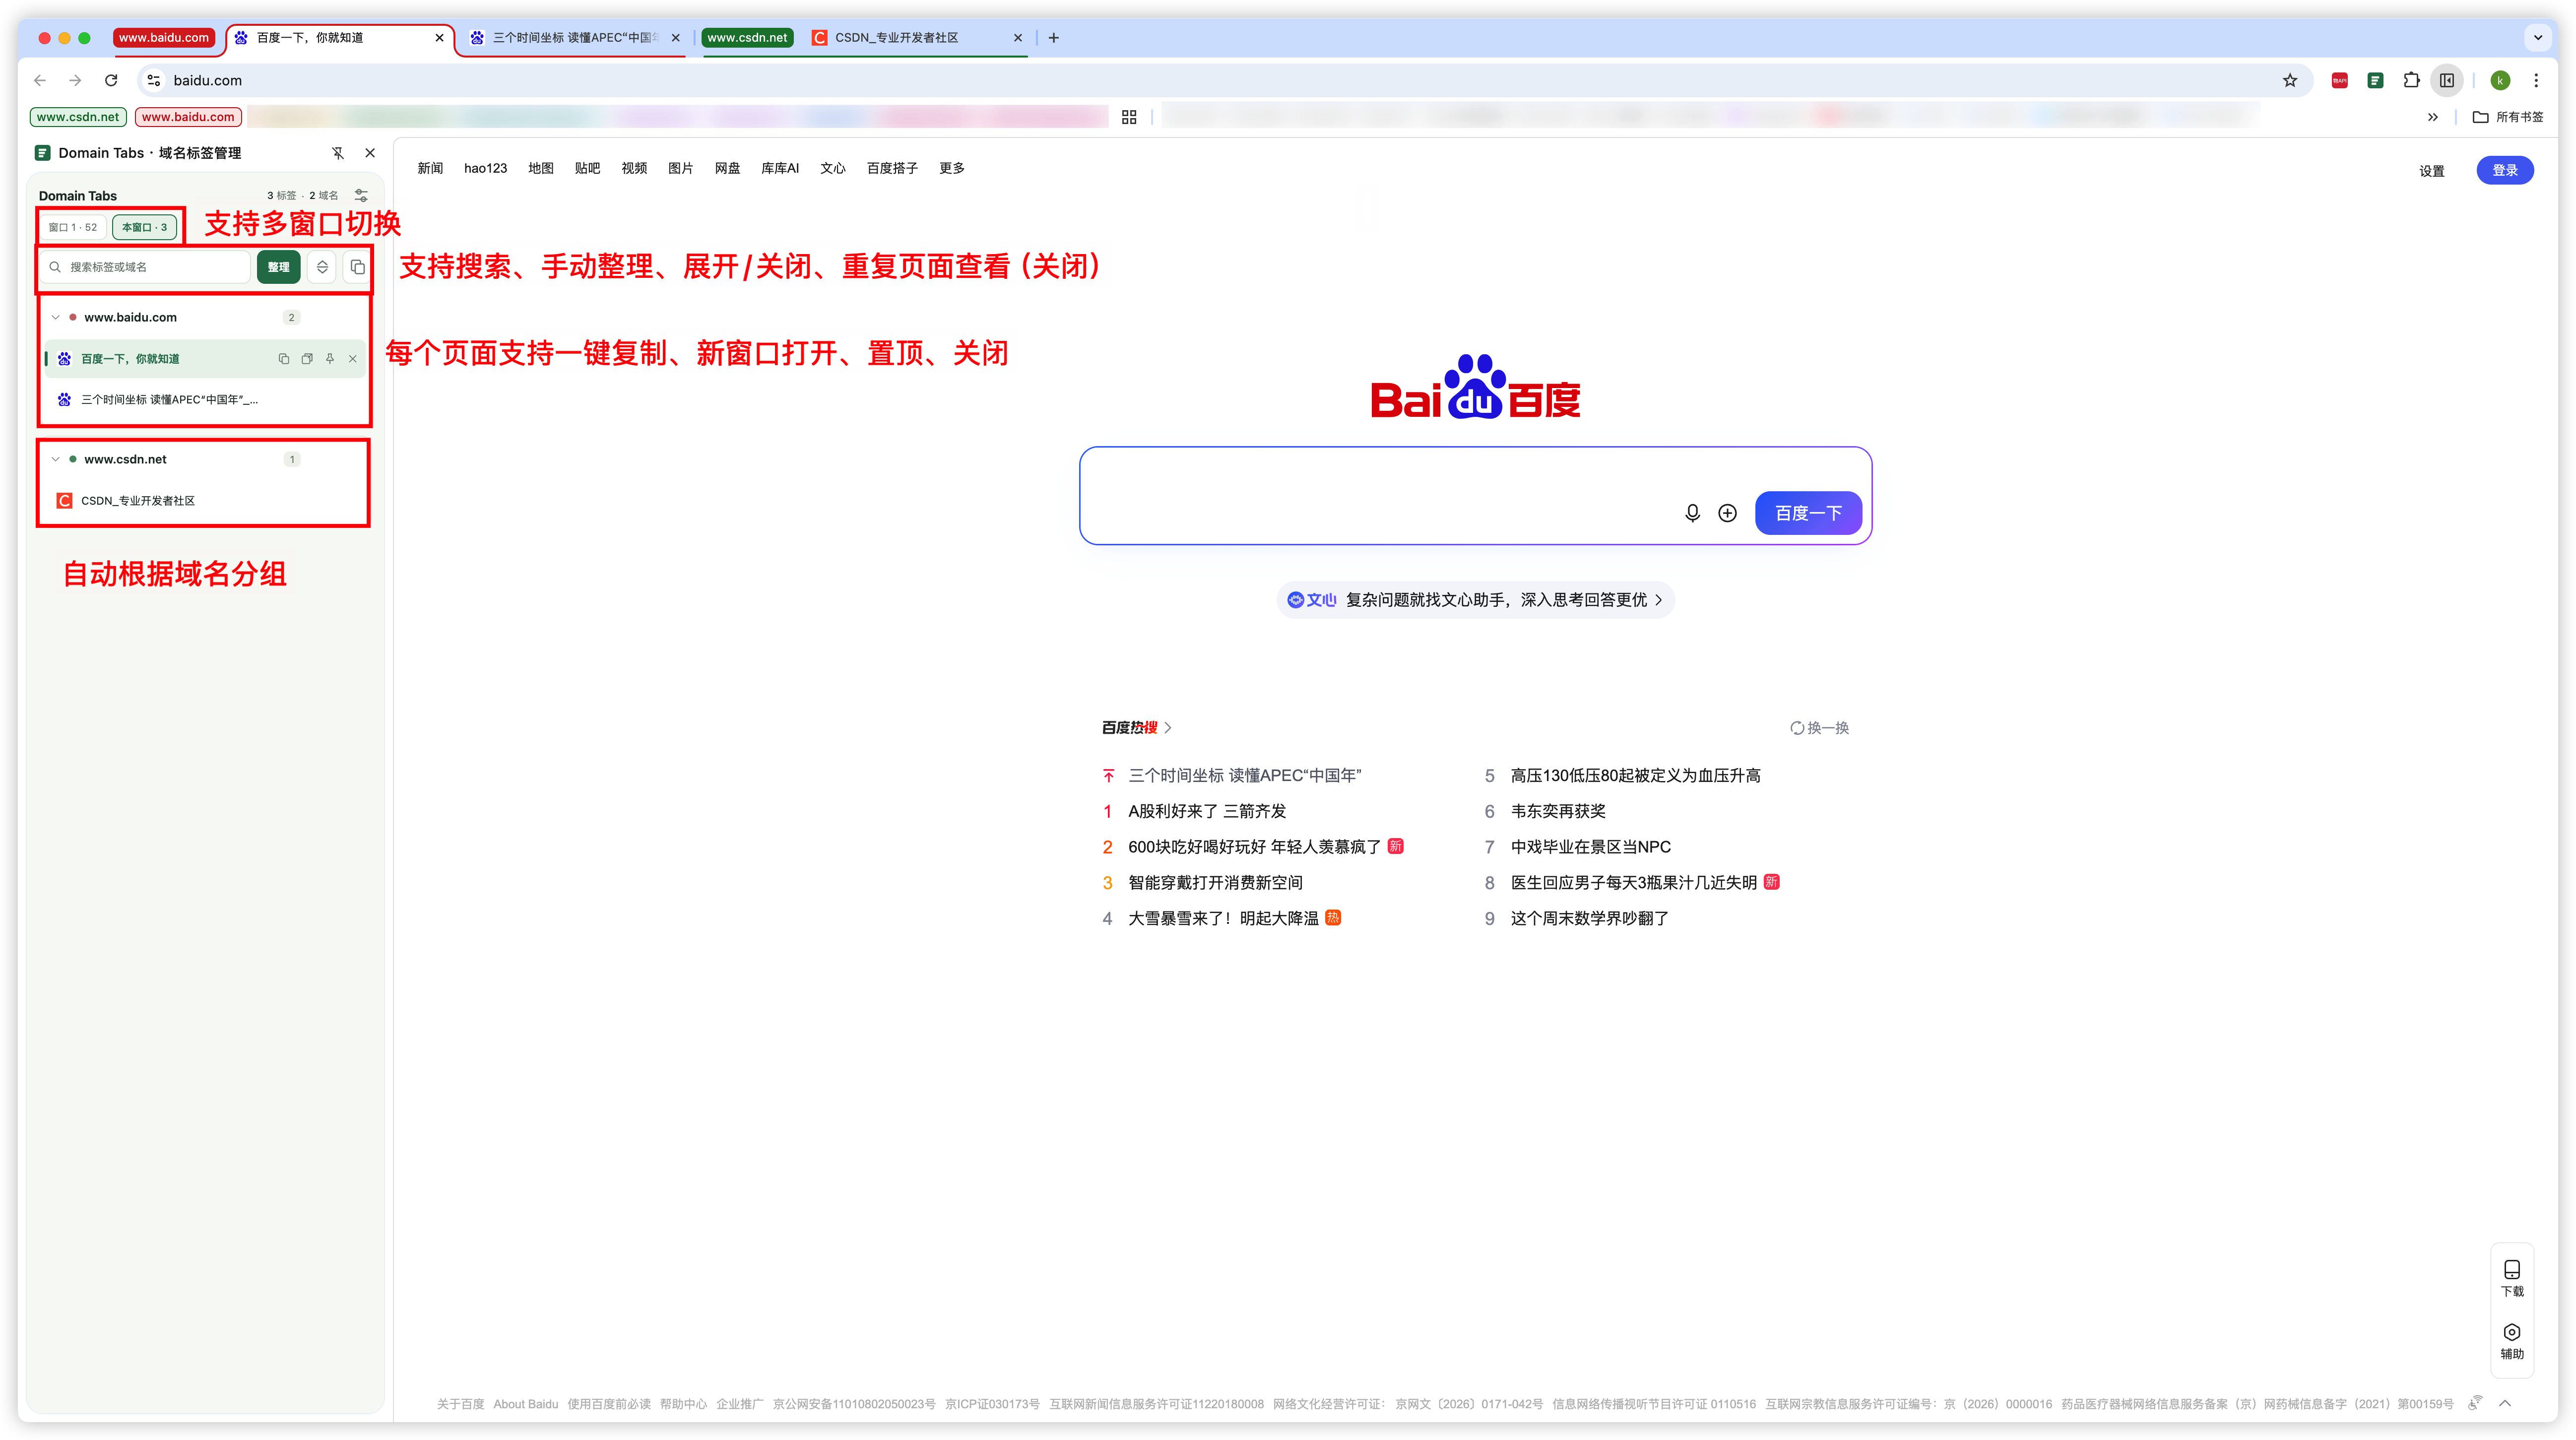 www.baidu.com 百度一下，你就知道 三个时间坐标 读懂APEC“中国年 www.csdn.net CSDN_专业开发者社区
baidu.com
k
www.csdn.net www.baidu.com
所有书签
Domain Tabs · 域名标签管理
Domain Tabs
3 标签 · 2 域名
窗口 1 · 52
本窗口 · 3
支持多窗口切换
搜索标签或域名
整理
支持搜索、手动整理、展开/关闭、重复页面查看（关闭）
www.baidu.com
2
百度一下，你就知道
每个页面支持一键复制、新窗口打开、置顶、关闭
三个时间坐标 读懂APEC“中国年”_...
www.csdn.net
1
CSDN_专业开发者社区
自动根据域名分组
新闻 hao123 地图 贴吧 视频 图片 网盘 库库AI 文心 百度搭子 更多
设置
登录
Bai du 百度
百度一下
文心 复杂问题就找文心助手，深入思考回答更优
百度热搜
换一换
三个时间坐标 读懂APEC“中国年”
1 A股利好来了 三箭齐发
2 600块吃好喝好玩好 年轻人羡慕疯了 新
3 智能穿戴打开消费新空间
4 大雪暴雪来了！明起大降温 热
5 高压130低压80起被定义为血压升高
6 韦东奕再获奖
7 中戏毕业在景区当NPC
8 医生回应男子每天3瓶果汁几近失明 新
9 这个周末数学界吵翻了
下载
辅助
关于百度 About Baidu 使用百度前必读 帮助中心 企业推广 京公网安备11010802050023号 京ICP证030173号 互联网新闻信息服务许可证11220180008 网络文化经营许可证： 京网文〔2026〕0171-042号 信息网络传播视听节目许可证 0110516 互联网宗教信息服务许可证编号：京（2026）0000016 药品医疗器械网络信息服务备案（京）网药械信息备字（2021）第00159号